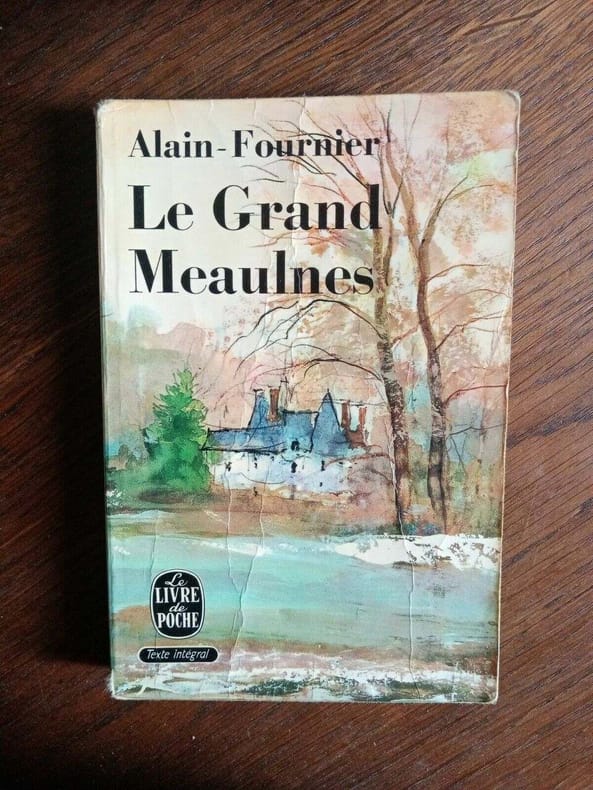 Alain-Fournier
Le Grand
Meaulnes
Le
LIVRE
de
POCHE
Texte intégral